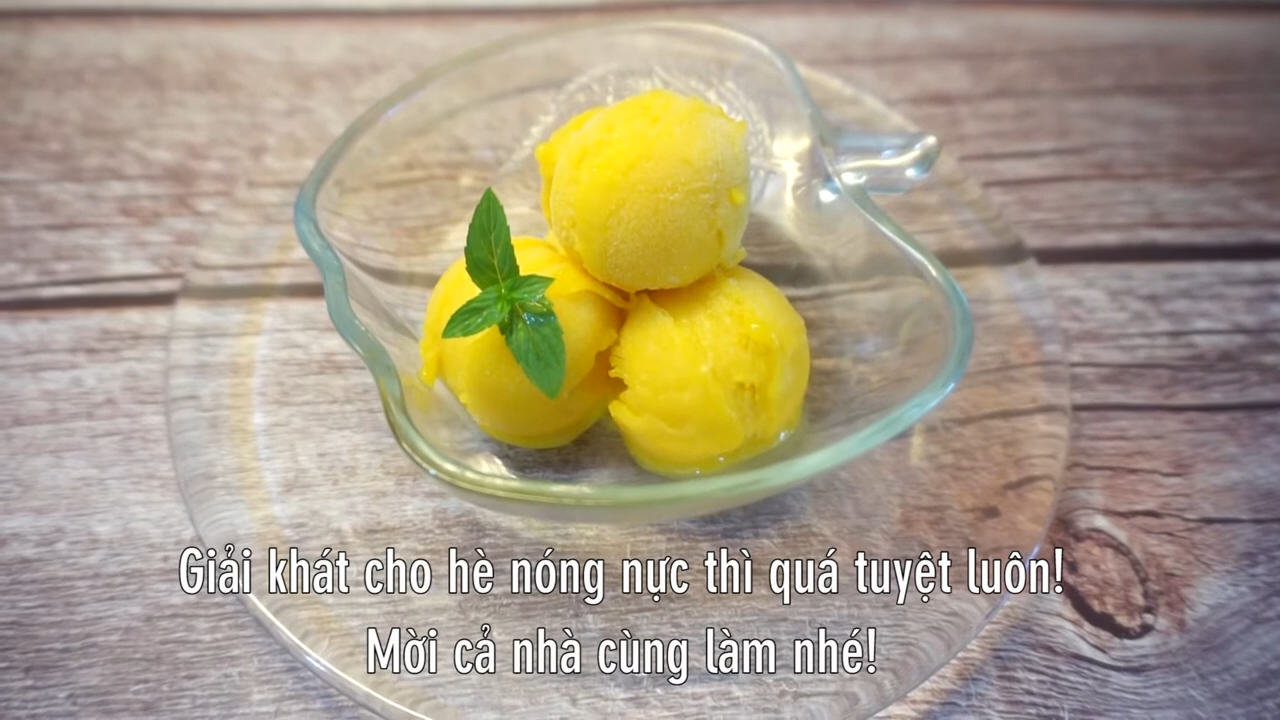 Giải khát cho hè nóng nực thì quá tuyệt luôn!
Mời cả nhà cùng làm nhé!